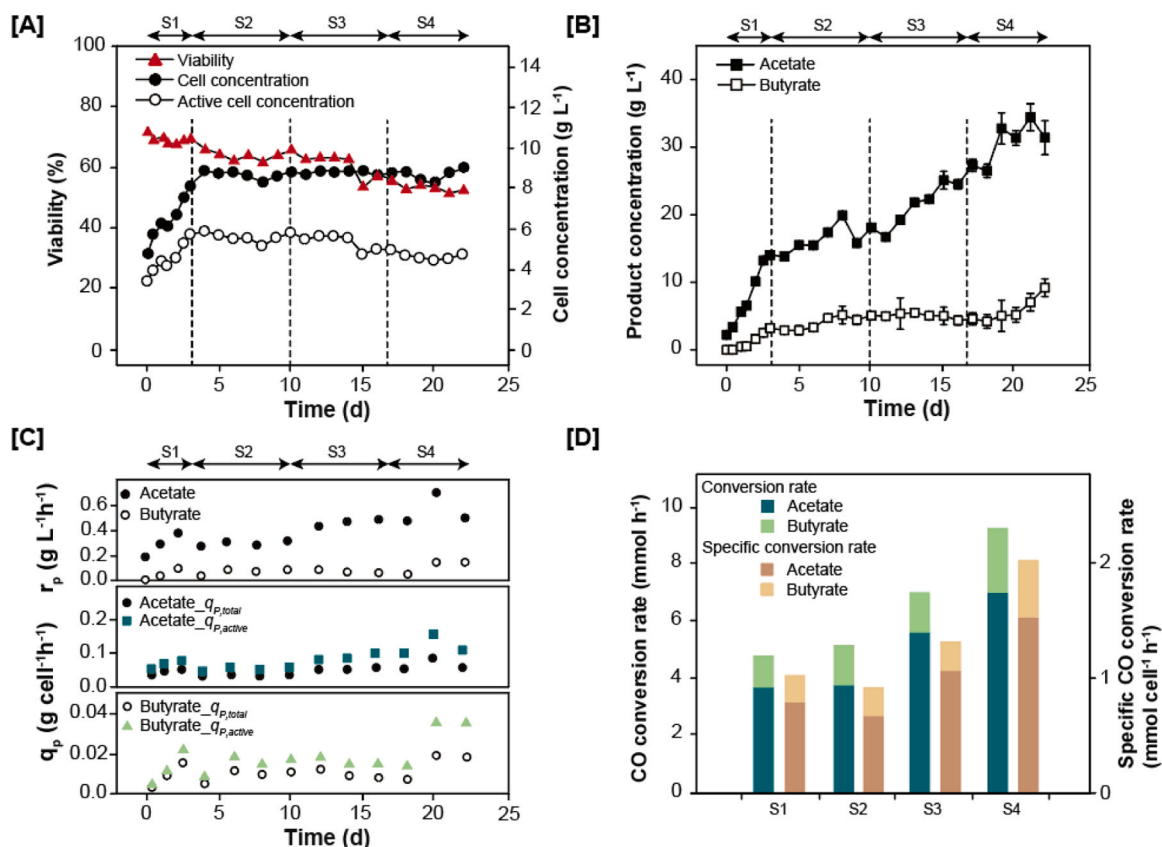 [A]
S1 S2 S3 S4
Viability
Cell concentration
Active cell concentration
Viability (%)
100
80
60
40
20
0
Cell concentration (g L-1)
14
12
10
8
6
4
2
0
0 5 10 15 20 25
Time (d)
[B]
S1 S2 S3 S4
Acetate
Butyrate
Product concentration (g L-1)
40
30
20
10
0
0 5 10 15 20 25
Time (d)
[C]
S1 S2 S3 S4
Acetate
Butyrate
rp (g L-1h-1)
0.6
0.4
0.2
0.0
Acetate_qP,total
Acetate_qP,active
0.2
0.1
0.0
qp (g cell-1h-1)
Butyrate_qP,total
Butyrate_qP,active
0.04
0.02
0.00
0 5 10 15 20 25
Time (d)
[D]
Conversion rate
Acetate
Butyrate
Specific conversion rate
Acetate
Butyrate
CO conversion rate (mmol h-1)
10
8
6
4
2
0
Specific CO conversion rate
(mmol cell-1 h-1)
2
1
0
S1 S2 S3 S4